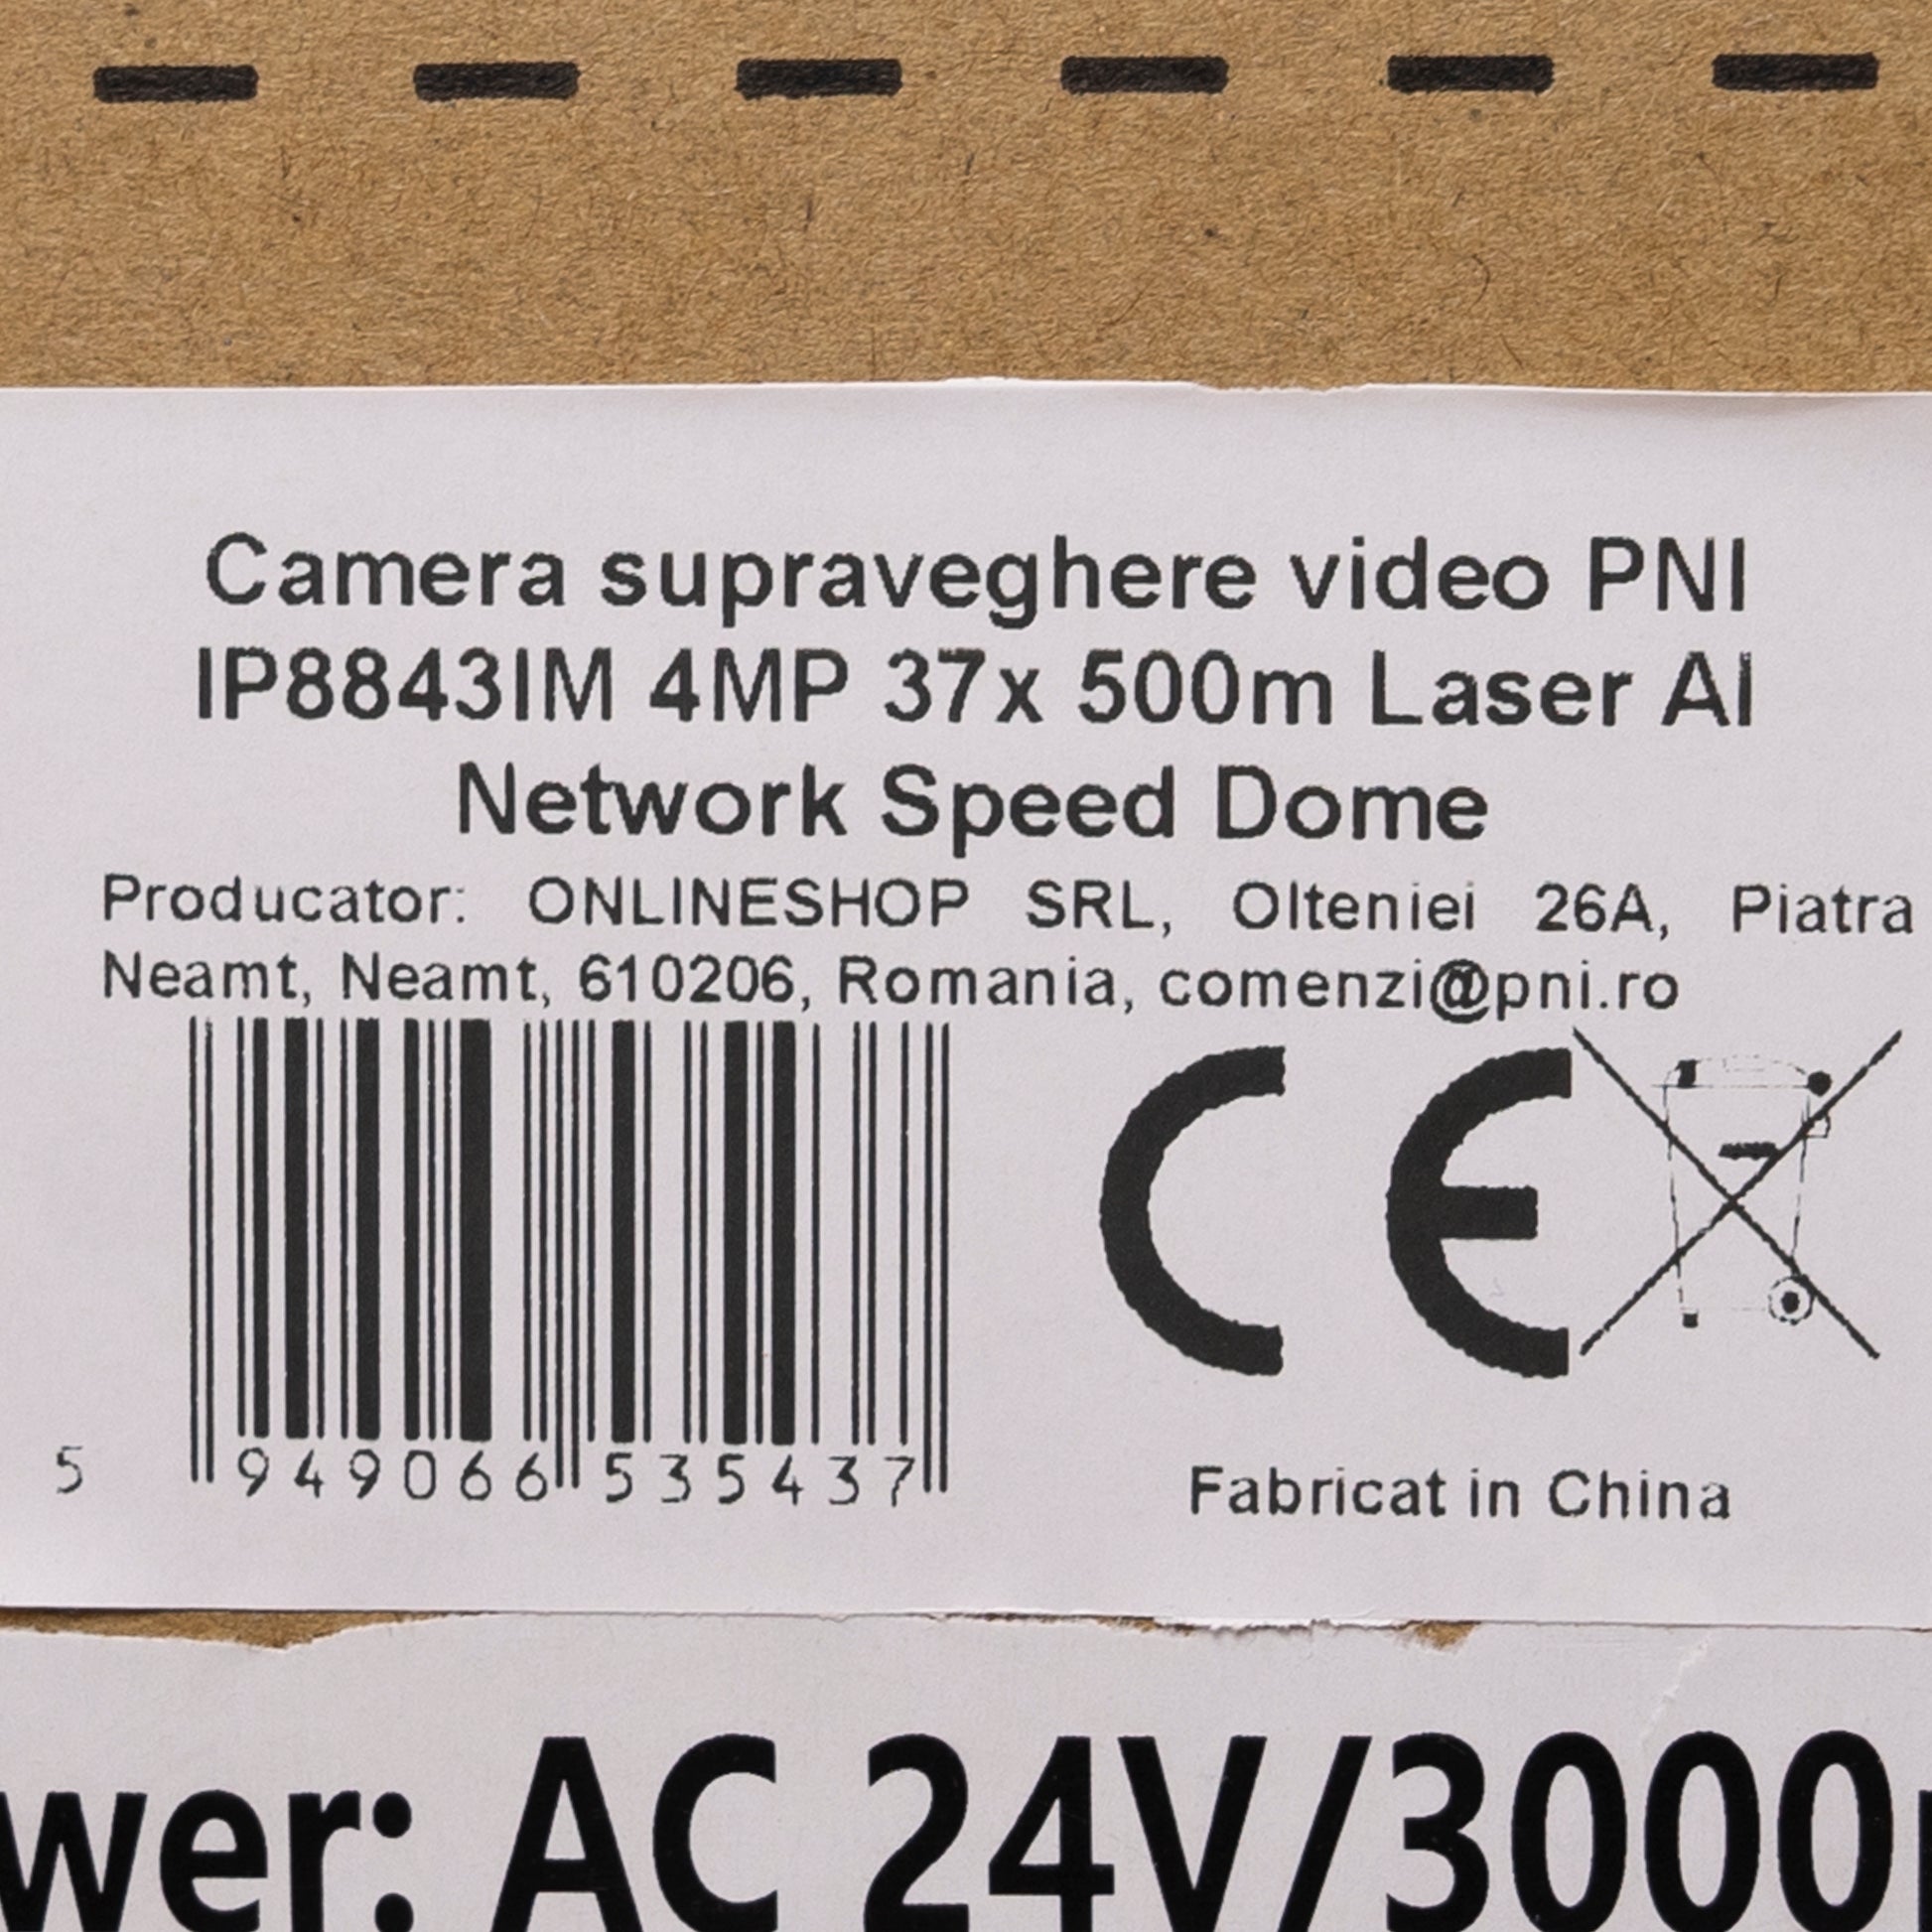 Camera supraveghere video PNI
IP8843IM 4MP 37x 500m Laser AI
Network Speed Dome
Producator: ONLINESHOP SRL, Olteniei 26A, Piatra
Neamt, Neamt, 610206, Romania, comenzi@pni.ro
CE
5 949066 535437
Fabricat in China
wer: AC 24V/3000